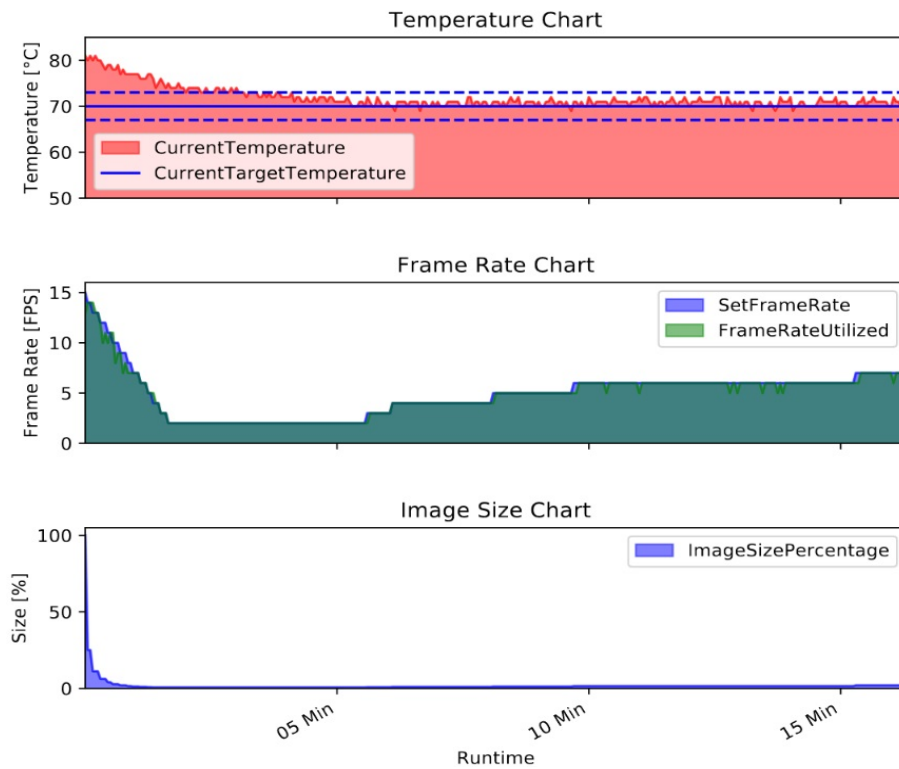 Temperature Chart
Temperature [°C]
80
70
60
50
CurrentTemperature
CurrentTargetTemperature
Frame Rate Chart
Frame Rate [FPS]
15
10
5
0
SetFrameRate
FrameRateUtilized
Image Size Chart
Size [%]
100
50
0
ImageSizePercentage
05 Min
10 Min
15 Min
Runtime